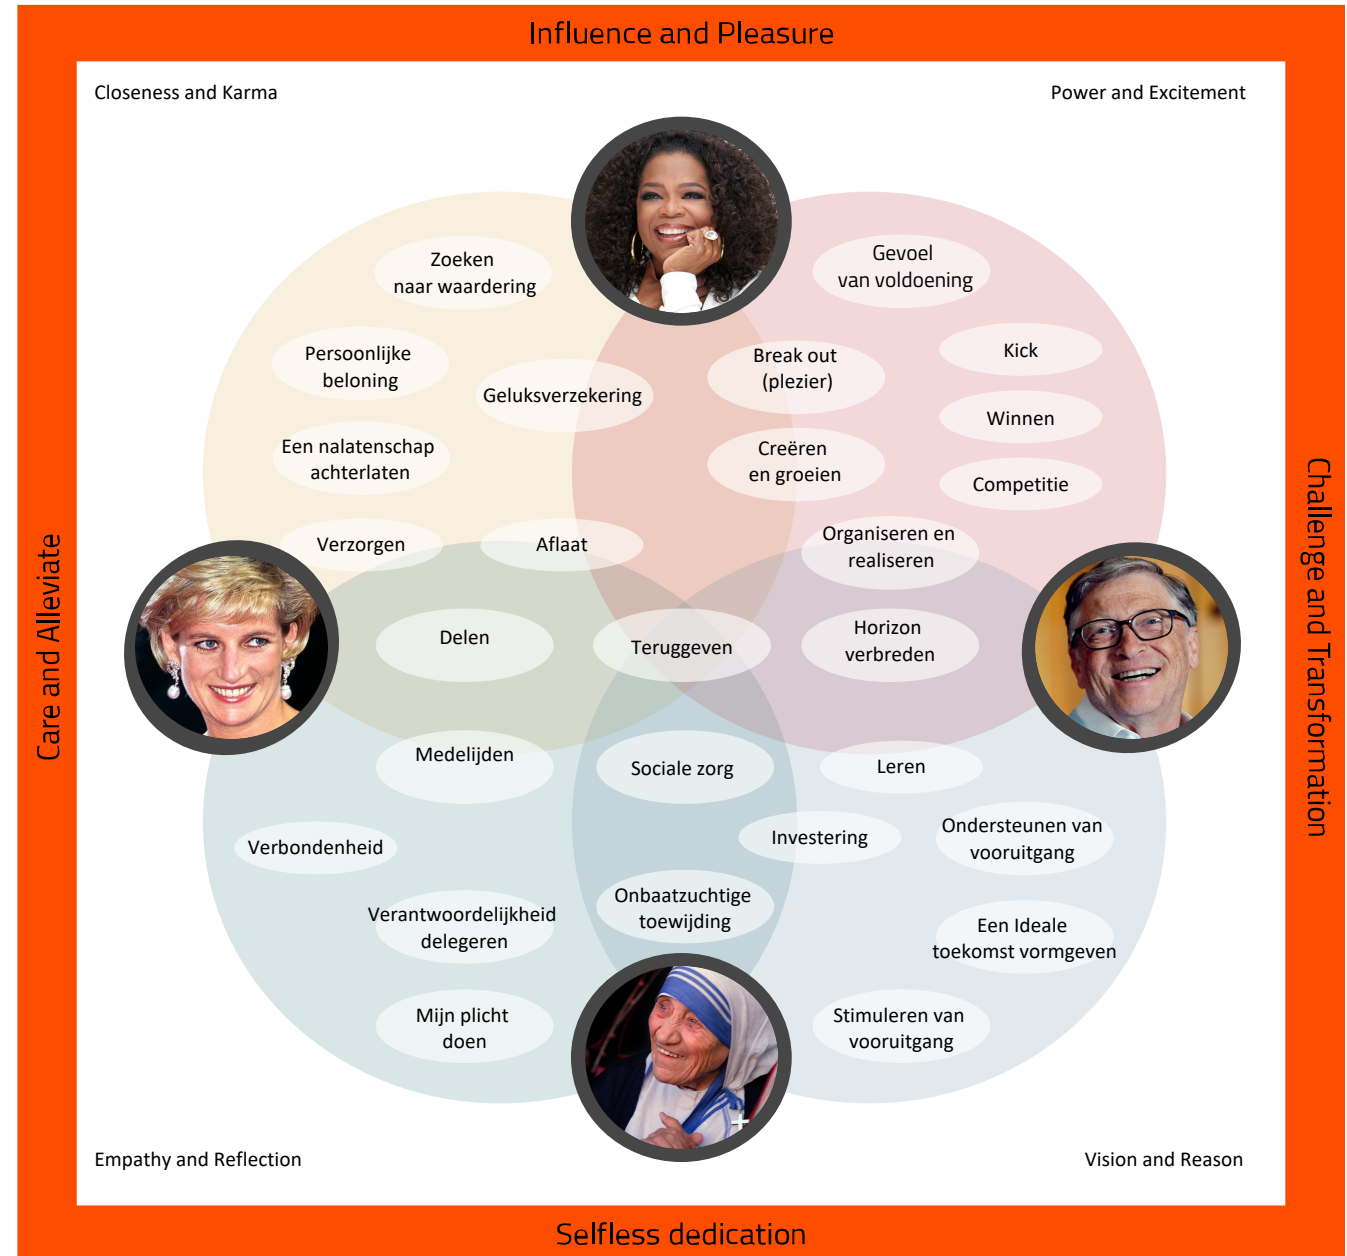 Influence and Pleasure
Closeness and Karma
Power and Excitement
Zoeken
naar waardering
Gevoel
van voldoening
Persoonlijke
beloning
Geluksverzekering
Break out
(plezier)
Kick
Winnen
Een nalatenschap
achterlaten
Creëren
en groeien
Competitie
Verzorgen
Aflaat
Organiseren en
realiseren
Care and Alleviate
Challenge and Transformation
Delen
Teruggeven
Horizon
verbreden
Medelijden
Sociale zorg
Leren
Verbondenheid
Investering
Ondersteunen van
vooruitgang
Verantwoordelijkheid
delegeren
Onbaatzuchtige
toewijding
Een Ideale
toekomst vormgeven
Mijn plicht
doen
Stimuleren van
vooruitgang
Empathy and Reflection
Vision and Reason
Selfless dedication